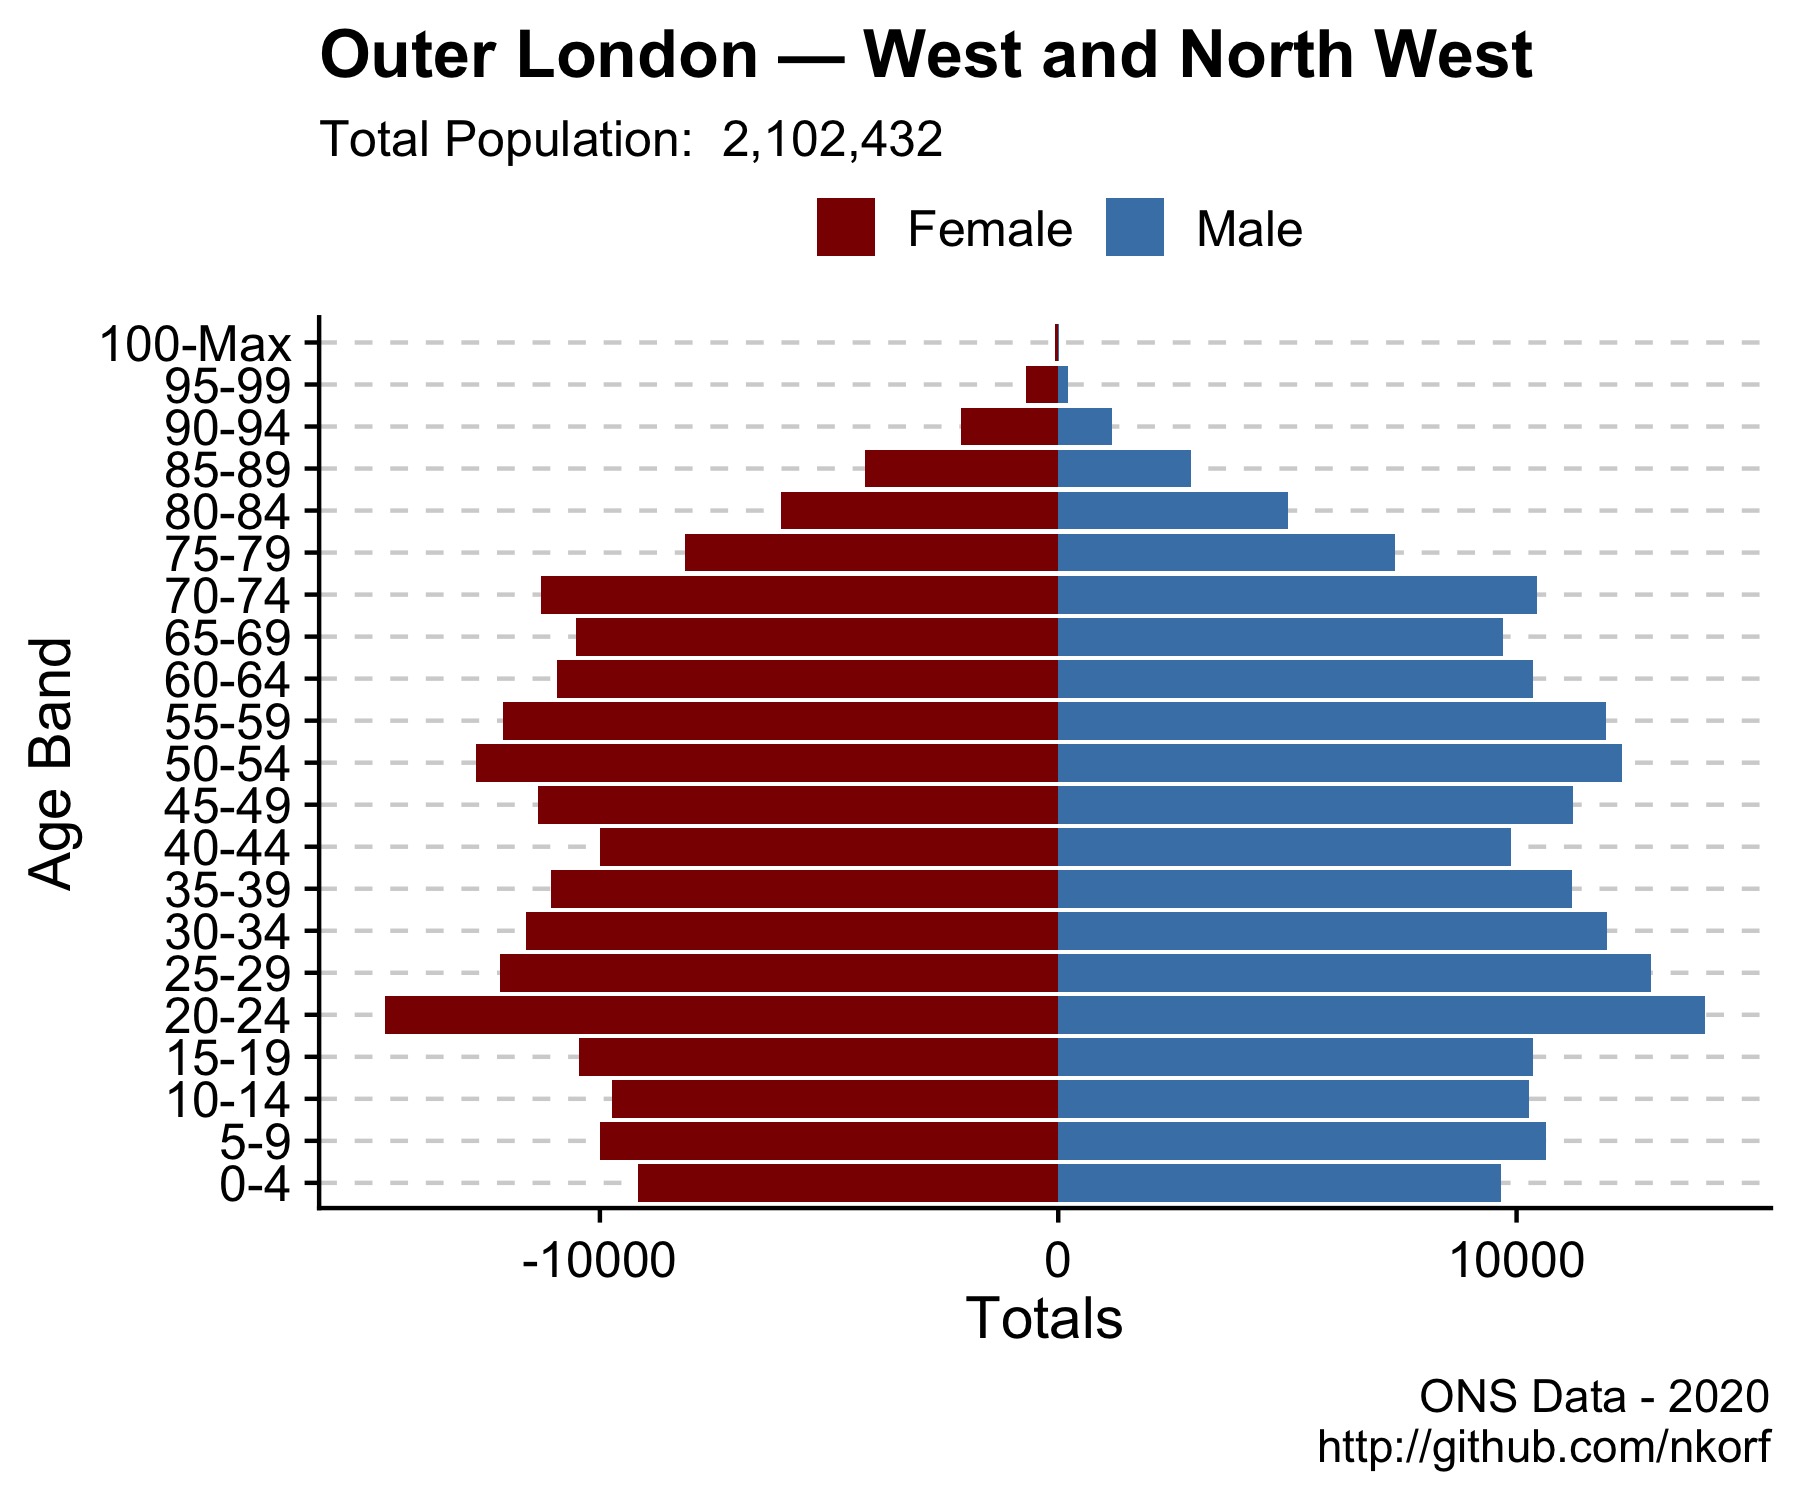 Outer London — West and North West
Total Population:  2,102,432
Female Male
100-Max
95-99
90-94
85-89
80-84
75-79
70-74
65-69
60-64
55-59
50-54
45-49
40-44
35-39
30-34
25-29
20-24
15-19
10-14
5-9
0-4
Age Band
-10000 0 10000
Totals
ONS Data - 2020
http://github.com/nkorf